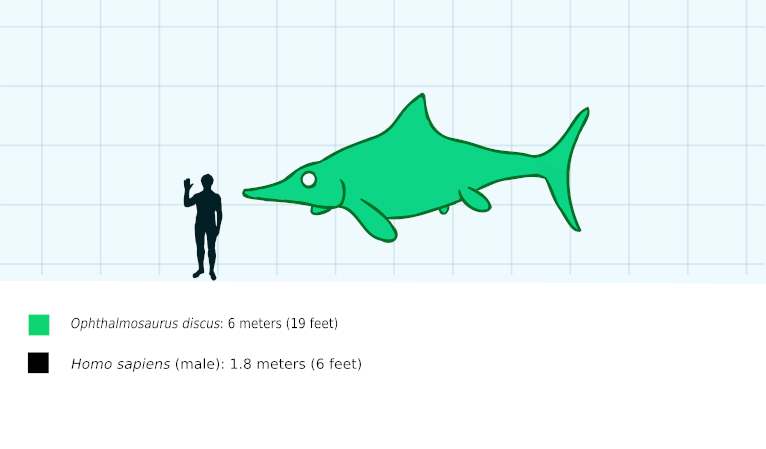 Ophthalmosaurus discus: 6 meters (19 feet)
Homo sapiens (male): 1.8 meters (6 feet)